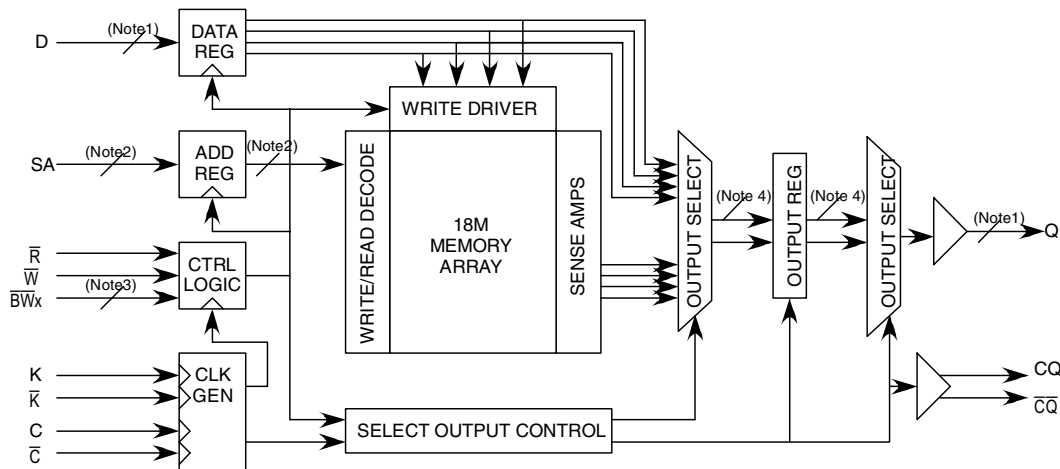 D
(Note1)
DATA
REG
WRITE DRIVER
SA
(Note2)
ADD
REG
(Note2)
WRITE/READ DECODE
18M
MEMORY
ARRAY
SENSE AMPS
OUTPUT SELECT
(Note 4)
OUTPUT REG
(Note 4)
OUTPUT SELECT
(Note1)
Q
R̅
W̅
B̅W̅x
(Note3)
CTRL
LOGIC
K
K̅
C
C̅
CLK
GEN
SELECT OUTPUT CONTROL
CQ
C̅Q̅